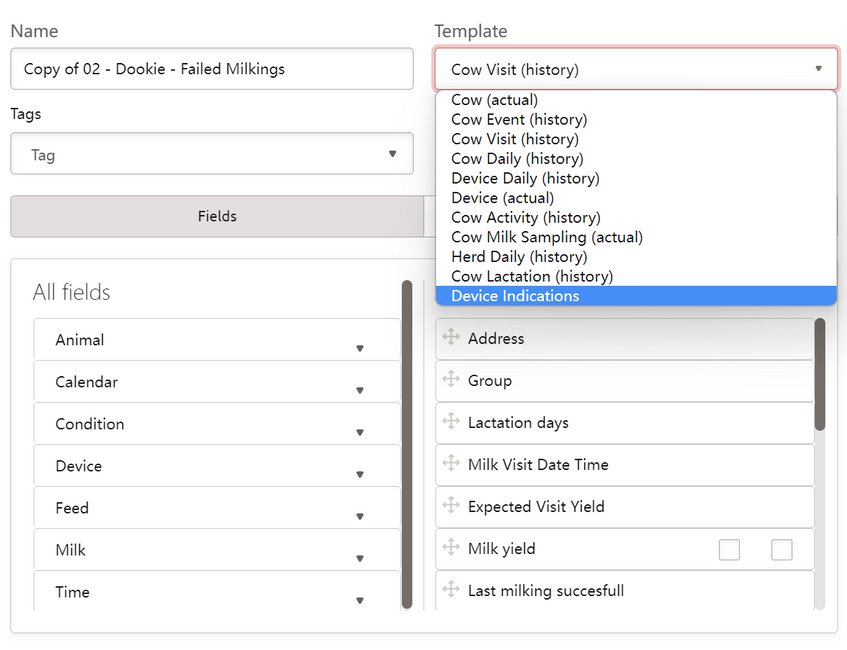 Name
Template
Copy of 02 - Dookie - Failed Milkings
Cow Visit (history)
Tags
Tag
Cow (actual)
Cow Event (history)
Cow Visit (history)
Cow Daily (history)
Device Daily (history)
Device (actual)
Cow Activity (history)
Cow Milk Sampling (actual)
Herd Daily (history)
Cow Lactation (history)
Device Indications
Fields
All fields
Animal
Calendar
Condition
Device
Feed
Milk
Time
Address
Group
Lactation days
Milk Visit Date Time
Expected Visit Yield
Milk yield
Last milking succesfull